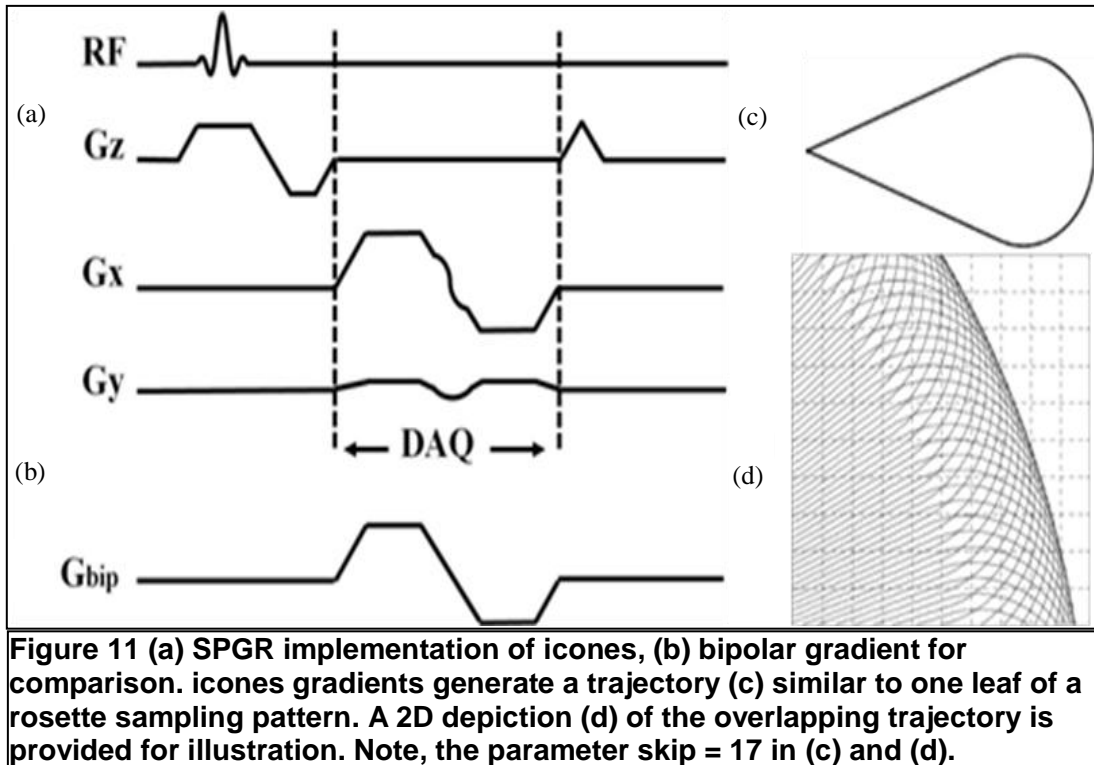 RF
(a)
(c)
Gz
Gx
Gy
DAQ
(b)
(d)
Gbip
Figure 11 (a) SPGR implementation of icones, (b) bipolar gradient for
comparison. icones gradients generate a trajectory (c) similar to one leaf of a
rosette sampling pattern. A 2D depiction (d) of the overlapping trajectory is
provided for illustration. Note, the parameter skip = 17 in (c) and (d).